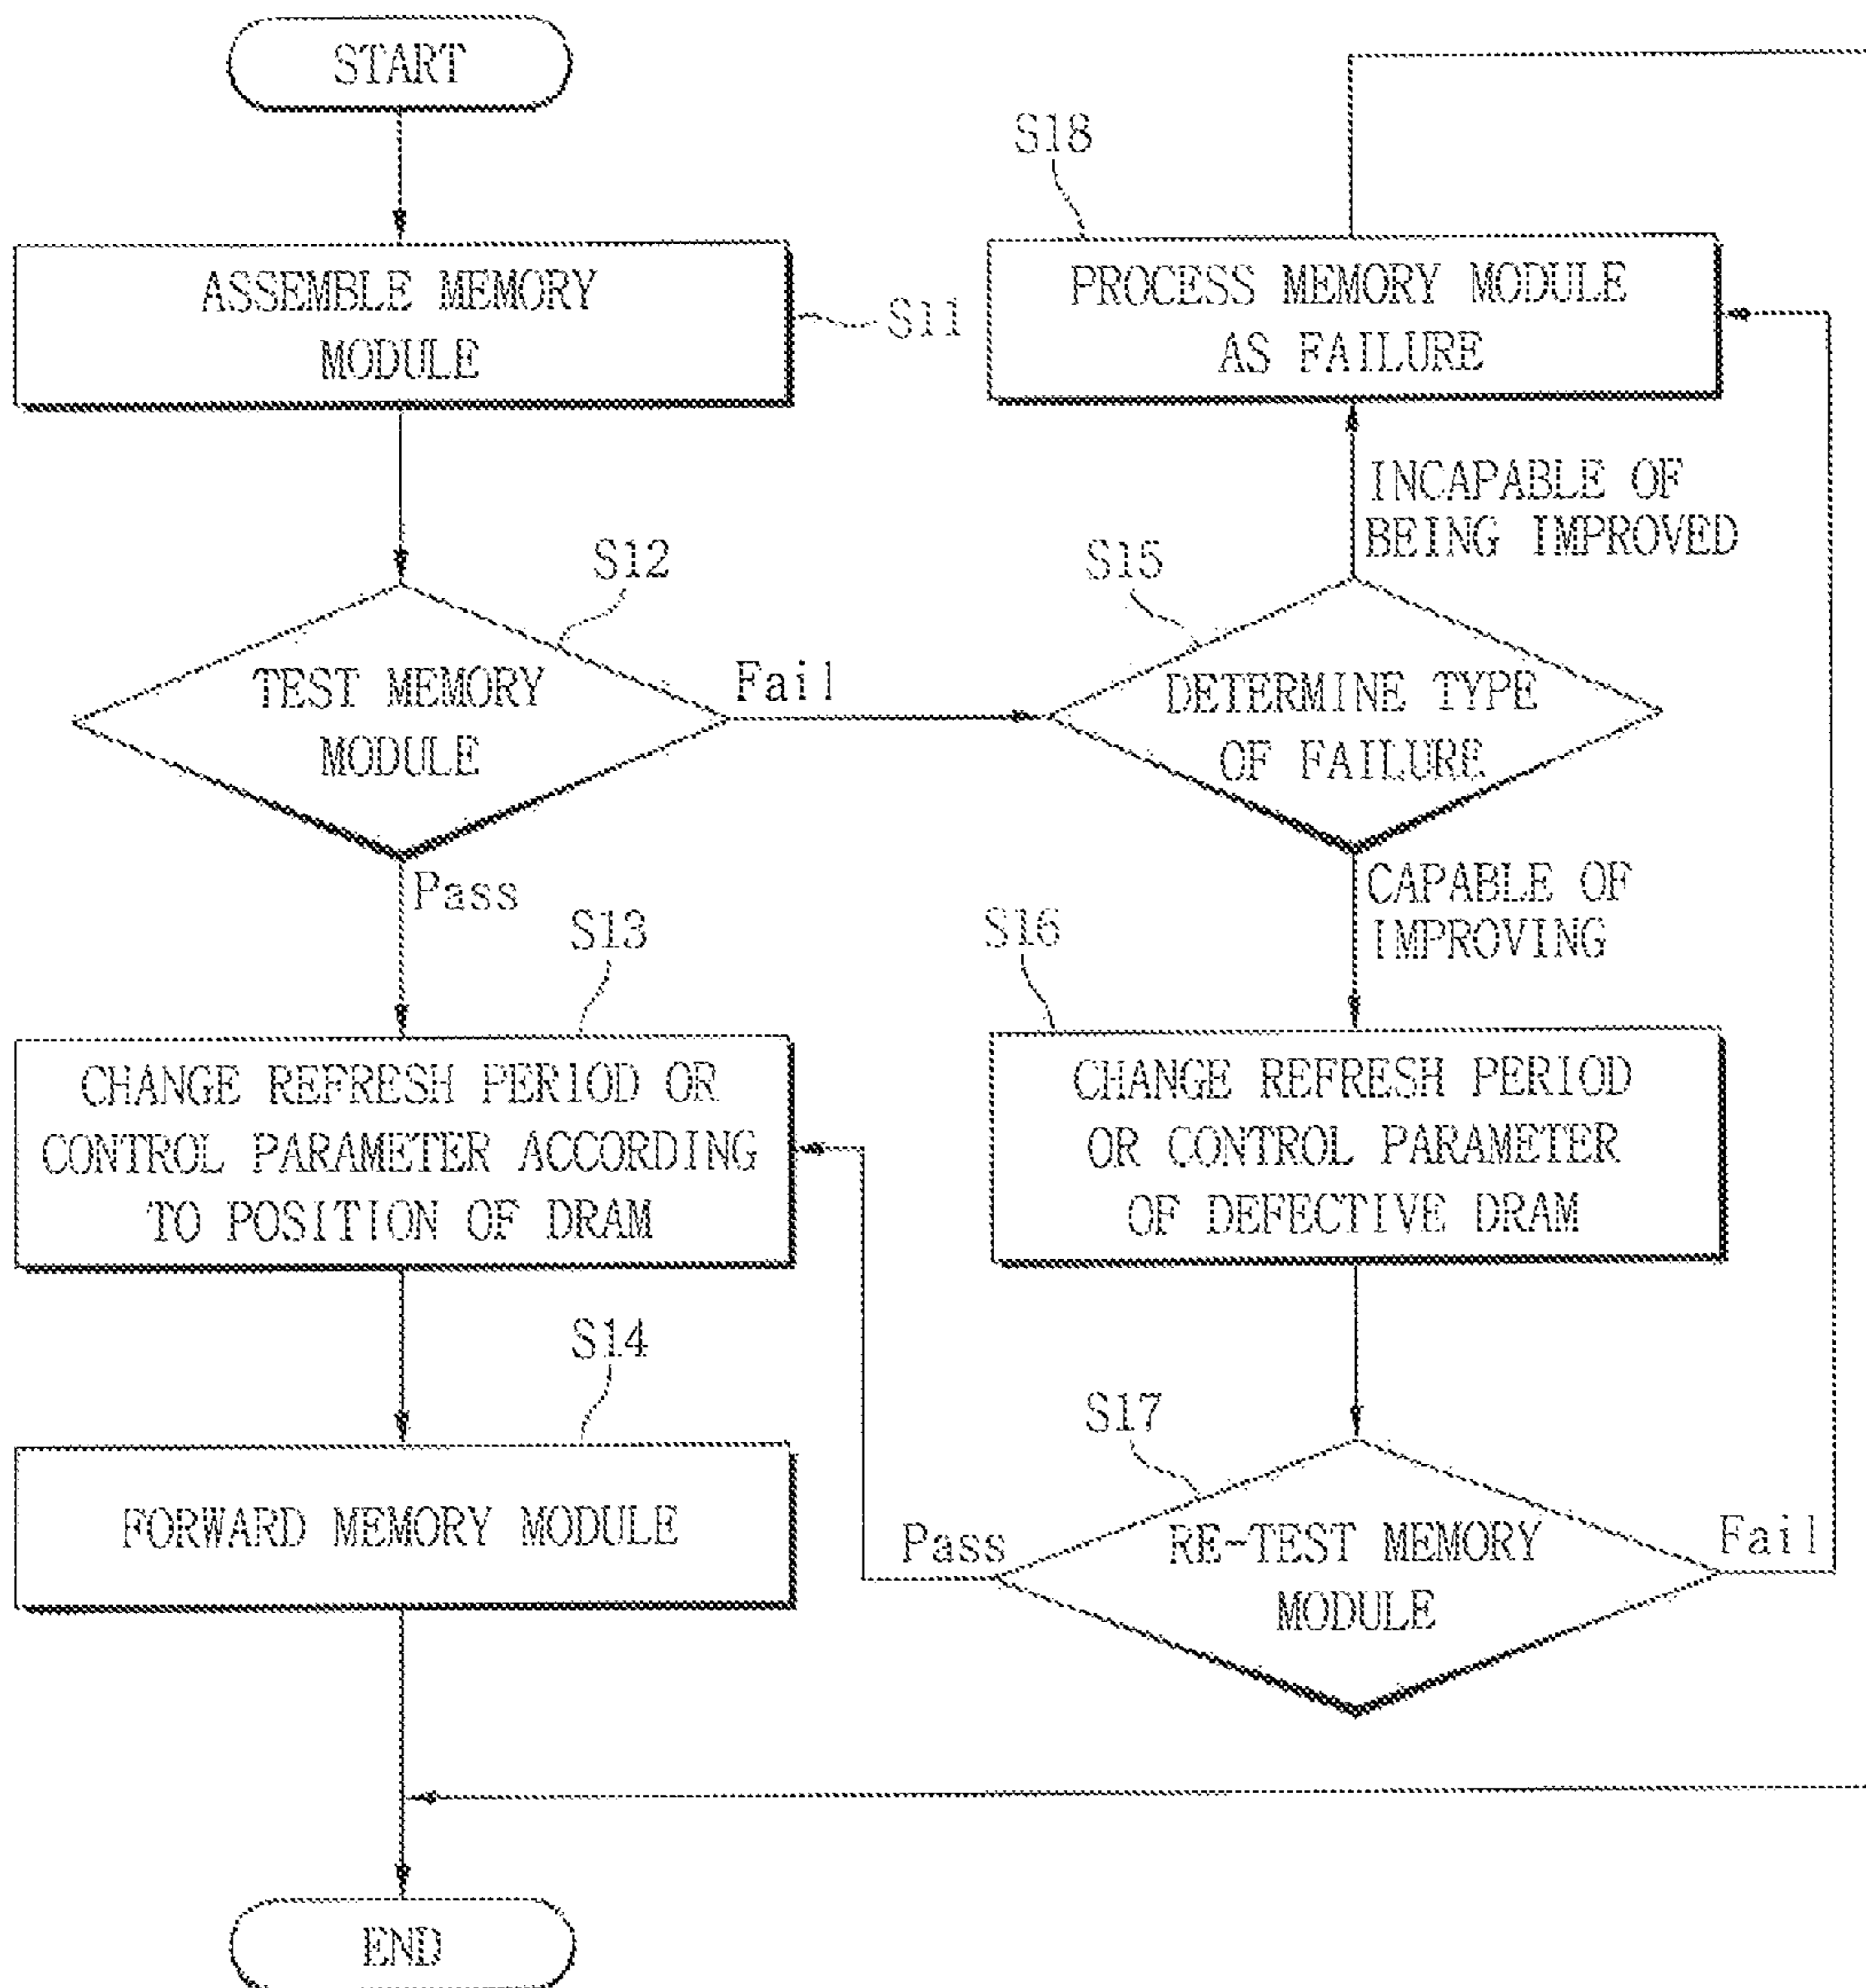 START
ASSEMBLE MEMORY
MODULE
S11
TEST MEMORY
MODULE
S12
Fail
Pass
CHANGE REFRESH PERIOD OR
CONTROL PARAMETER ACCORDING
TO POSITION OF DRAM
S13
FORWARD MEMORY MODULE
S14
END
S18
PROCESS MEMORY MODULE
AS FAILURE
INCAPABLE OF
BEING IMPROVED
S15
DETERMINE TYPE
OF FAILURE
CAPABLE OF
IMPROVING
S16
CHANGE REFRESH PERIOD
OR CONTROL PARAMETER
OF DEFECTIVE DRAM
S17
RE-TEST MEMORY
MODULE
Pass
Fail